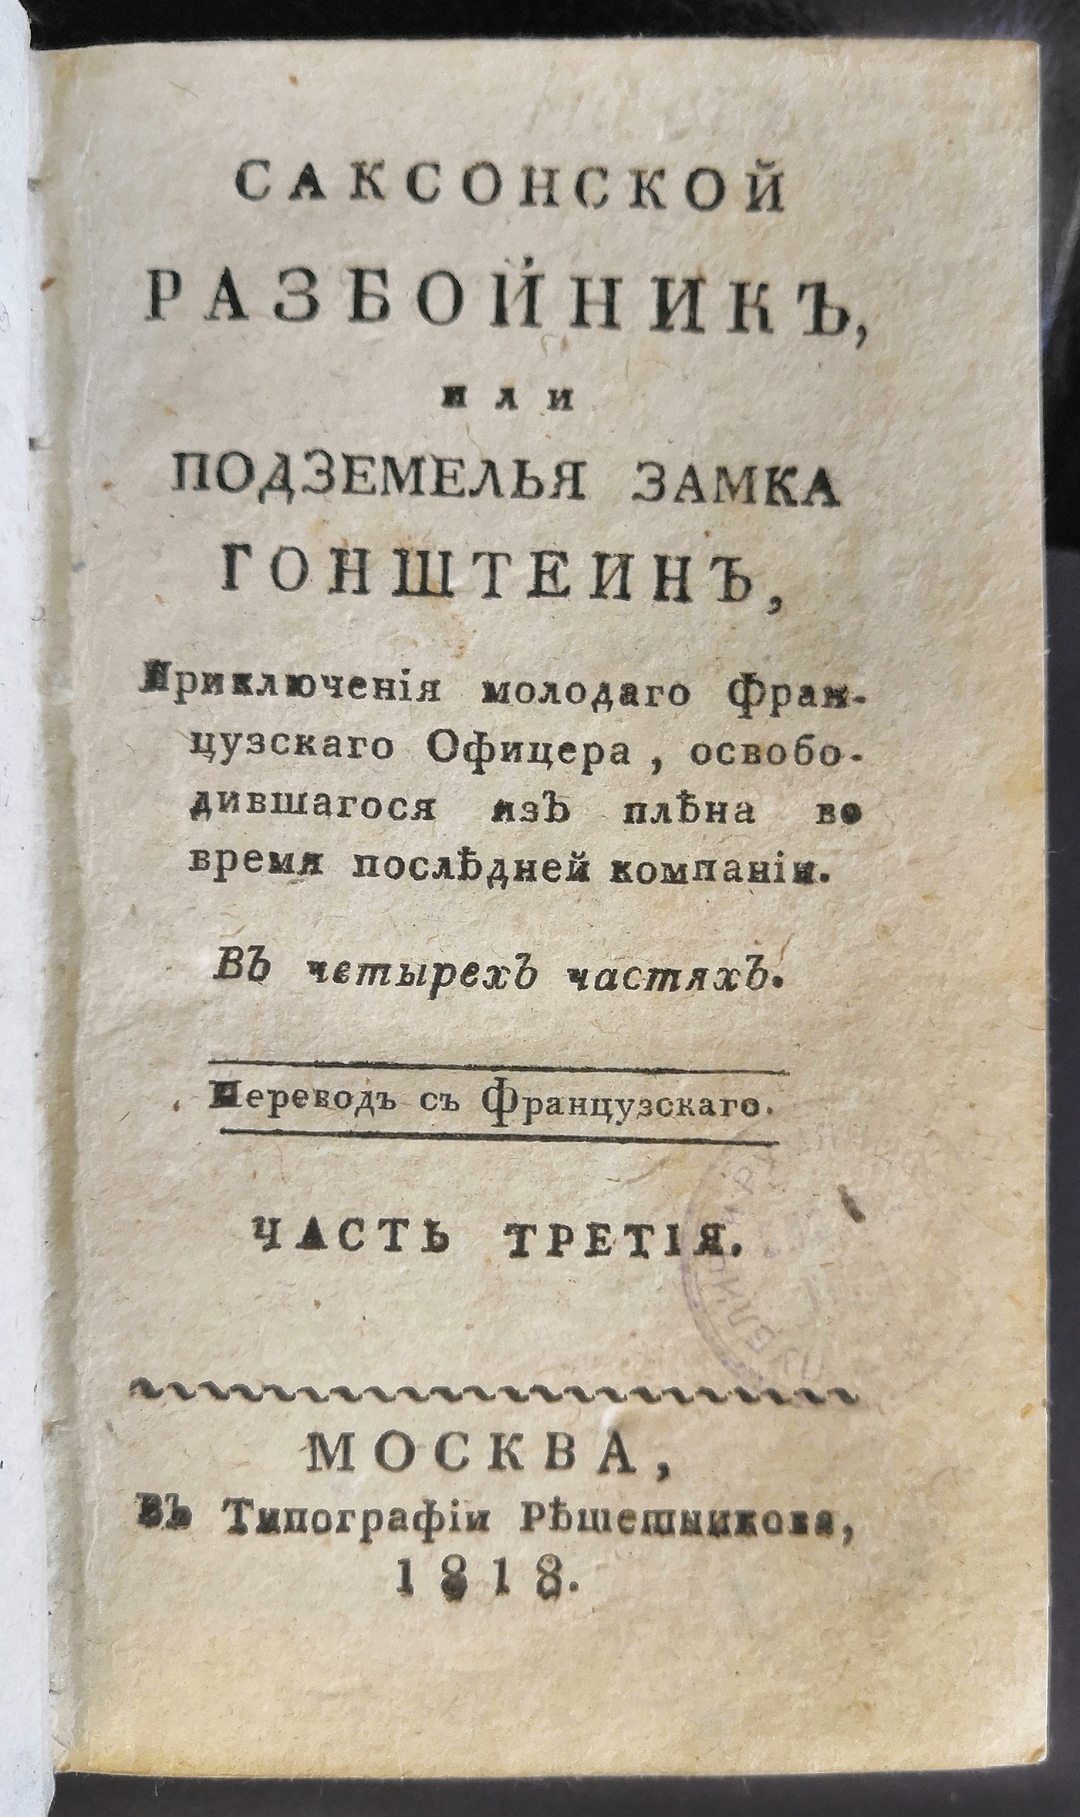 САКСОНСКОЙ
РАЗБОЙНИКЪ,
или
ПОДЗЕМЕЛЬЯ ЗАМКА
ГОНШТЕИНЪ,
Приключенія молодаго Фран-
цузскаго Офицера, освобо-
дившагося изъ плѣна во
время послѣдней компаніи.
Въ четырехъ частяхъ.
Переводъ съ Французскаго.
ЧАСТЬ ТРЕТІЯ.
МОСКВА,
Въ Типографіи Рѣшетникова,
1818.